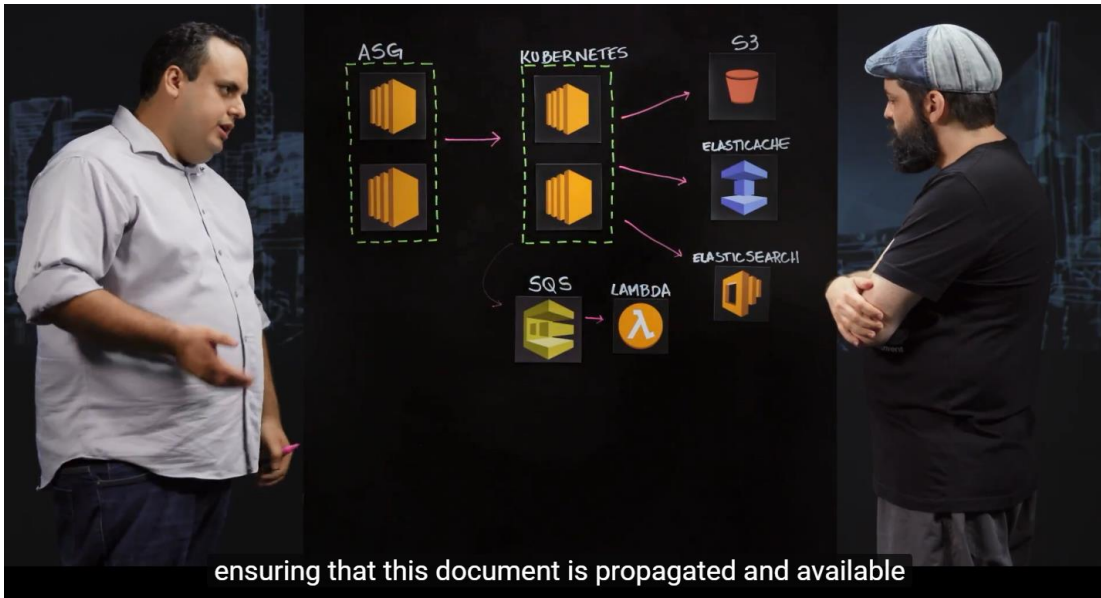 ASG
KUBERNETES
S3
ELASTICACHE
ELASTICSEARCH
SQS
LAMBDA
λ
ensuring that this document is propagated and available